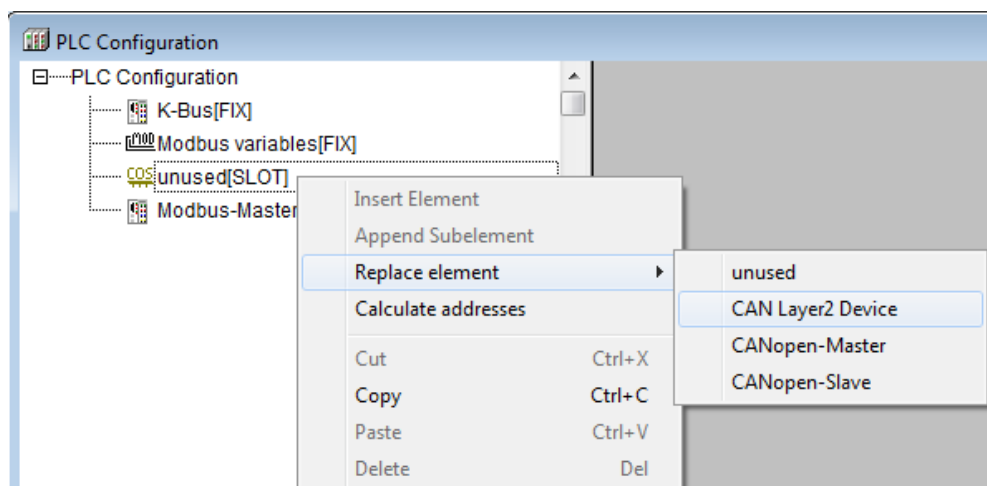 PLC Configuration
PLC Configuration
K-Bus[FIX]
Modbus variables[FIX]
COS unused[SLOT]
Modbus-Master
Insert Element
Append Subelement
Replace element
Calculate addresses
Cut Ctrl+X
Copy Ctrl+C
Paste Ctrl+V
Delete Del
unused
CAN Layer2 Device
CANopen-Master
CANopen-Slave